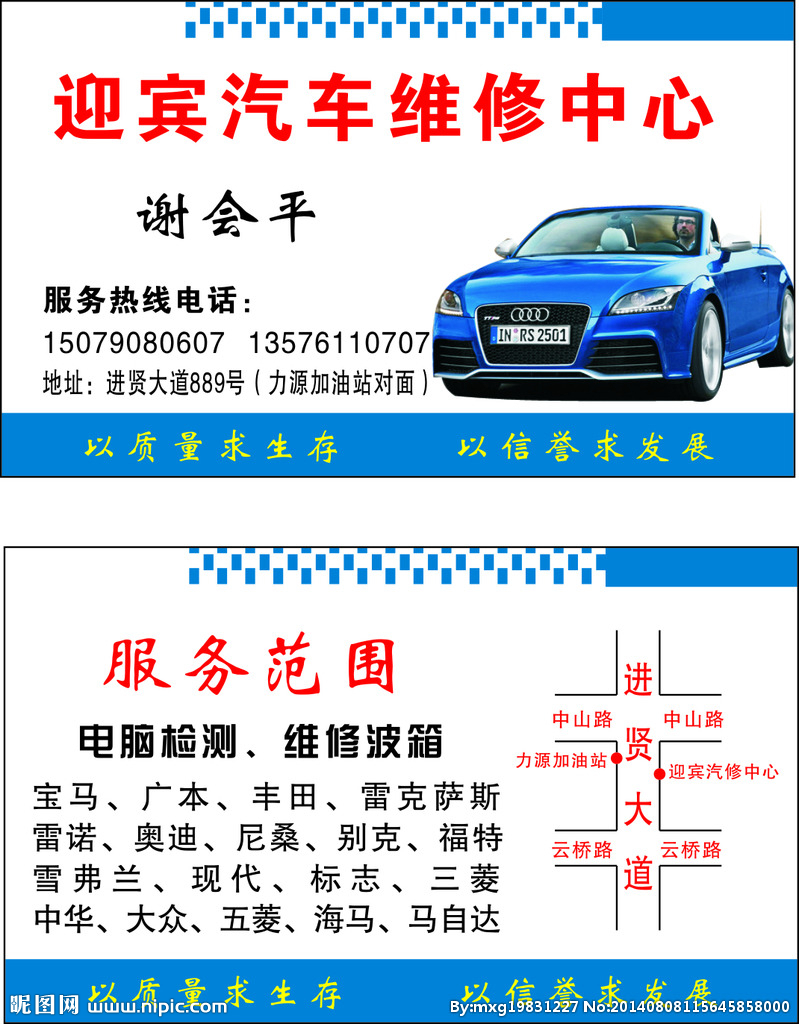 迎宾汽车维修中心
谢会平
服务热线电话：
15079080607 13576110707
地址：进贤大道889号（力源加油站对面）
TT RS
IN RS 2501
以质量求生存 以信誉求发展
服务范围
电脑检测、维修波箱
宝马、广本、丰田、雷克萨斯
雷诺、奥迪、尼桑、别克、福特
雪弗兰、现代、标志、三菱
中华、大众、五菱、海马、马自达
进贤大道
中山路 中山路
力源加油站
迎宾汽修中心
云桥路 云桥路
以质量求生存 以信誉求发展
昵图网 www.nipic.com
By:mxg19831227 No:20140808115645858000